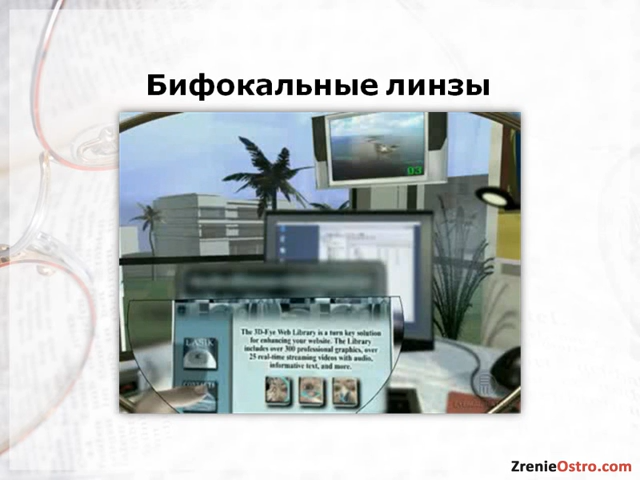 Бифокальные линзы
03
LASIK
The 3D-Eye Web Library is a turn key solution
for enhancing your website. The Library
includes over 300 professional graphics, over
25 real-time streaming videos with audio,
informative text, and more.
ZrenieOstro.com